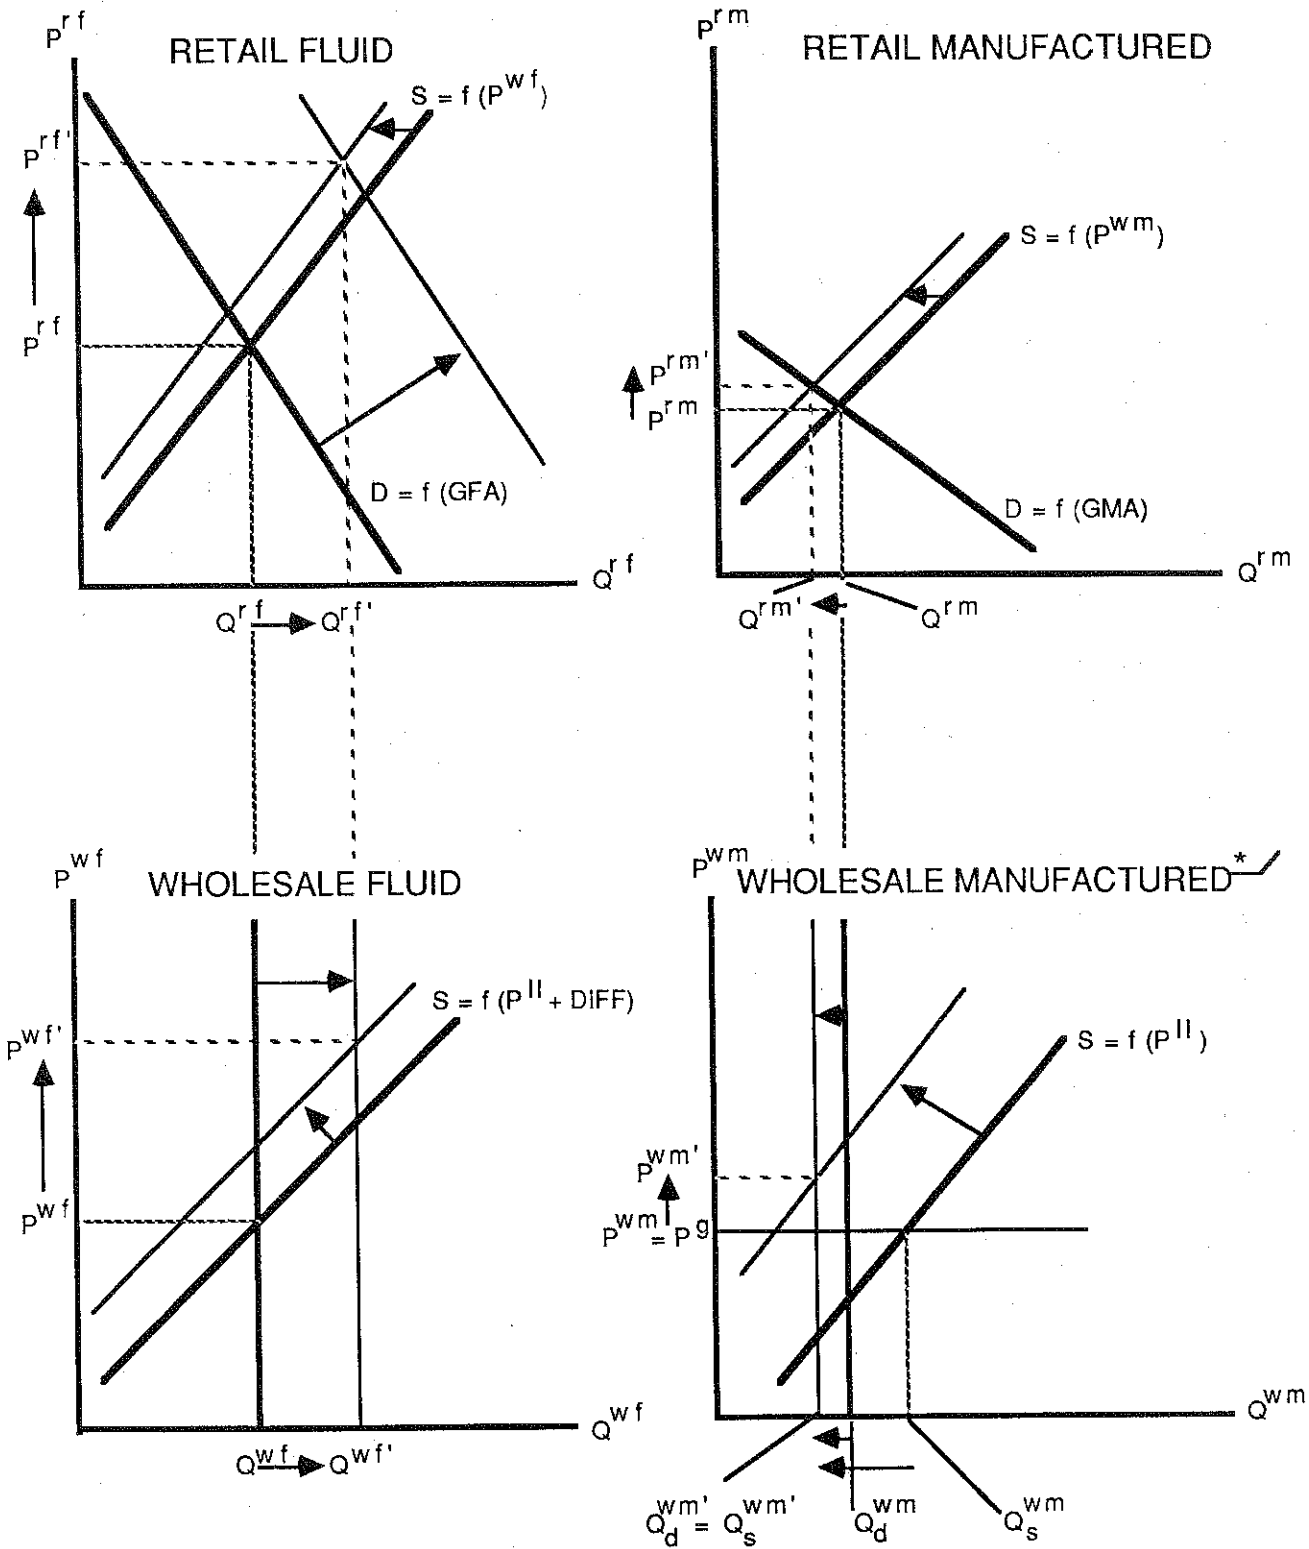 P^rf
RETAIL FLUID
S = f (P^wf)
P^rf'
P^rf
D = f (GFA)
Q^rf
Q^rf
Q^rf'
P^rm
RETAIL MANUFACTURED
S = f (P^wm)
P^rm'
P^rm
D = f (GMA)
Q^rm
Q^rm'
Q^rm
P^wf
WHOLESALE FLUID
S = f (P^II + DIFF)
P^wf'
P^wf
Q^wf
Q^wf
Q^wf'
P^wm
WHOLESALE MANUFACTURED*/
S = f (P^II)
P^wm'
P^wm = P^g
Q^wm
Q_d^wm' = Q_s^wm'
Q_d^wm
Q_s^wm